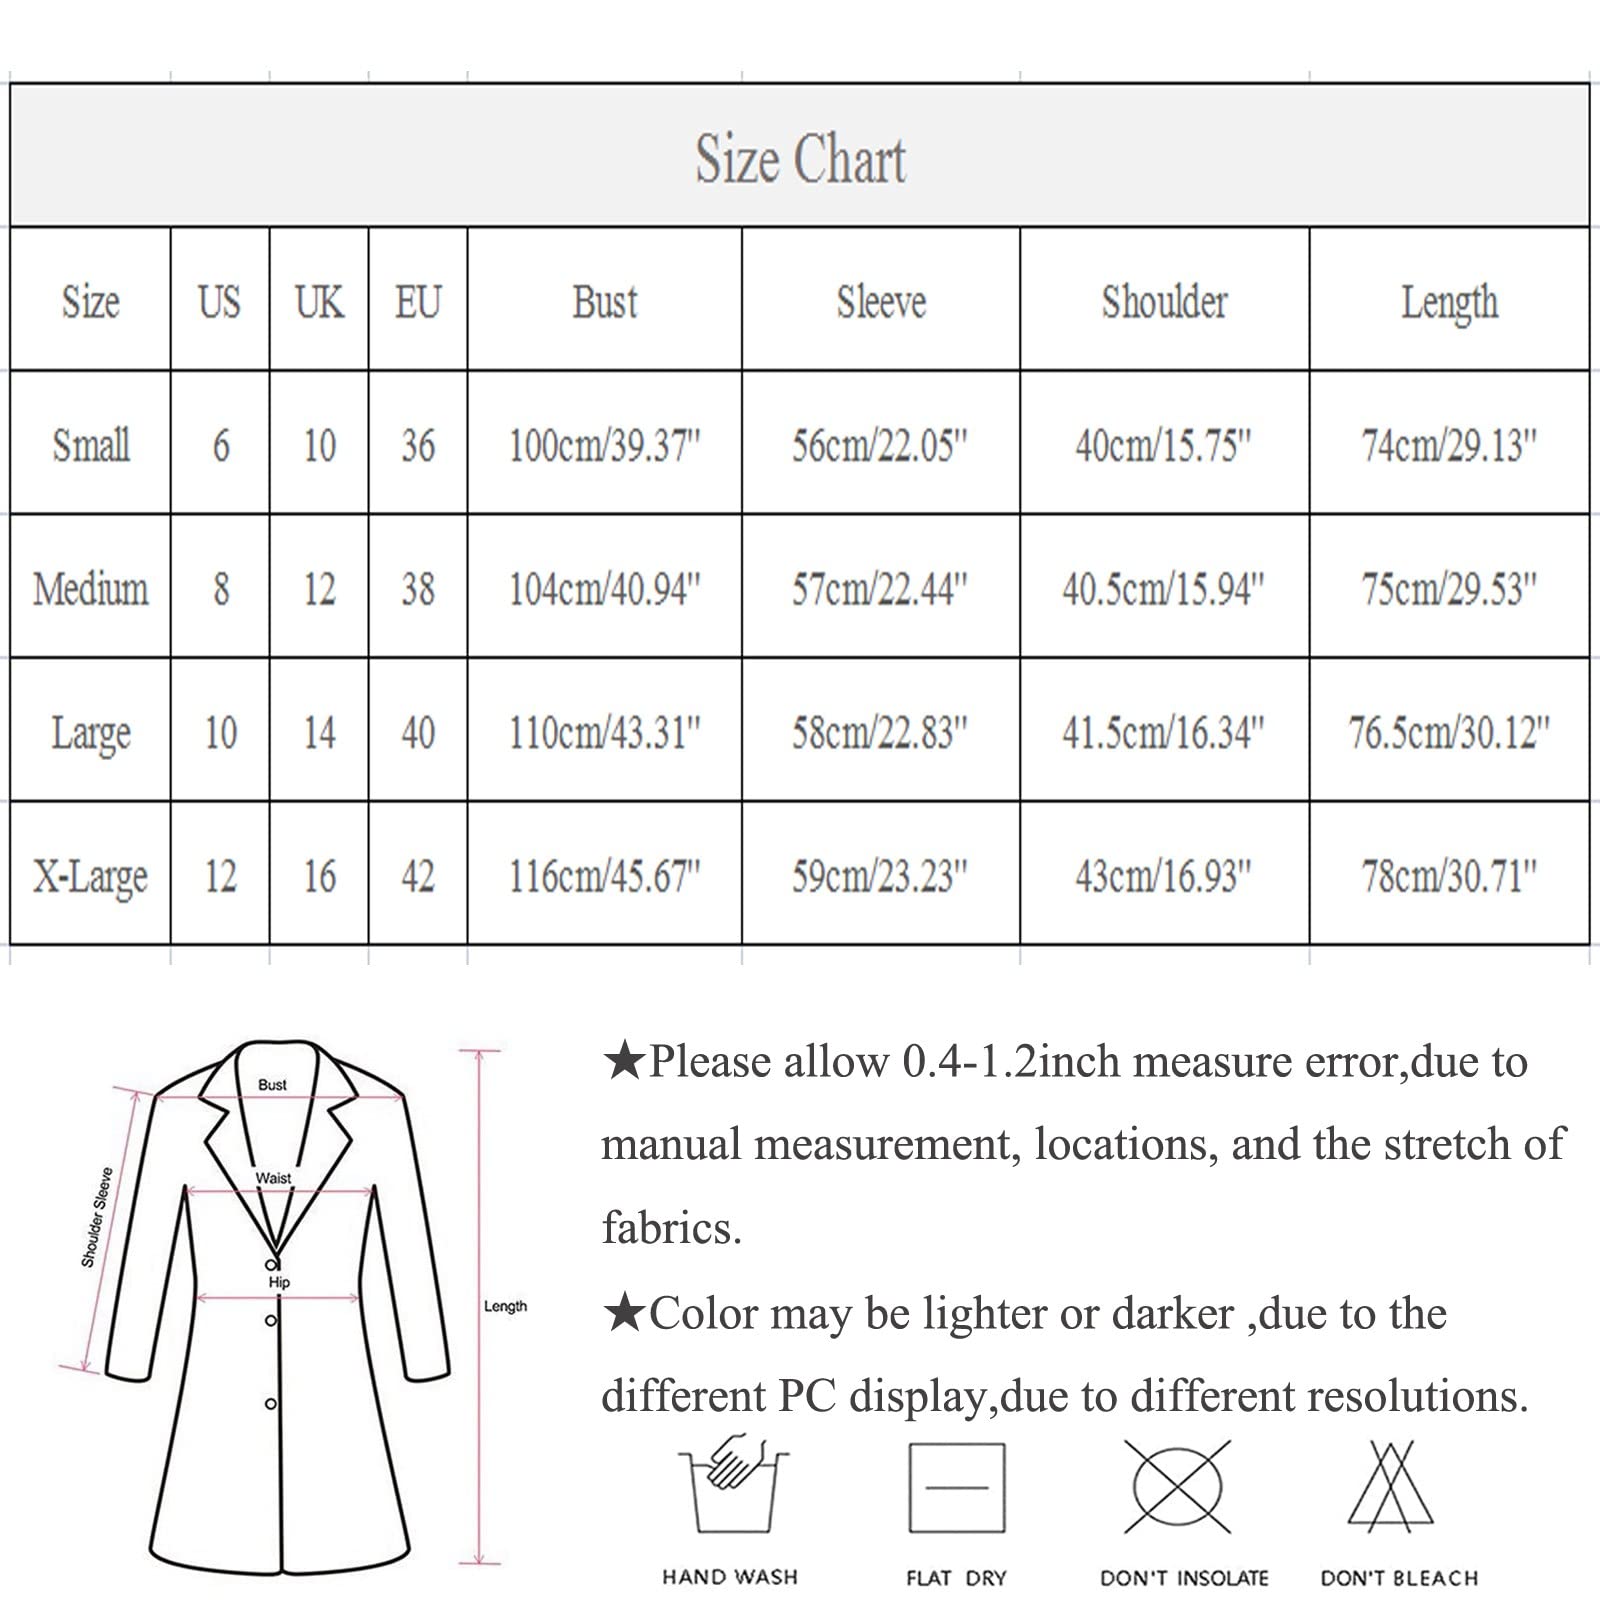 Size Chart
Size US UK EU Bust Sleeve Shoulder Length
Small 6 10 36 100cm/39.37" 56cm/22.05" 40cm/15.75" 74cm/29.13"
Medium 8 12 38 104cm/40.94" 57cm/22.44" 40.5cm/15.94" 75cm/29.53"
Large 10 14 40 110cm/43.31" 58cm/22.83" 41.5cm/16.34" 76.5cm/30.12"
X-Large 12 16 42 116cm/45.67" 59cm/23.23" 43cm/16.93" 78cm/30.71"
Bust
Waist
Shoulder Sleeve
Hip
Length
★Please allow 0.4-1.2inch measure error,due to
manual measurement, locations, and the stretch of
fabrics.
★Color may be lighter or darker ,due to the
different PC display,due to different resolutions.
HAND WASH FLAT DRY DON'T INSOLATE DON'T BLEACH